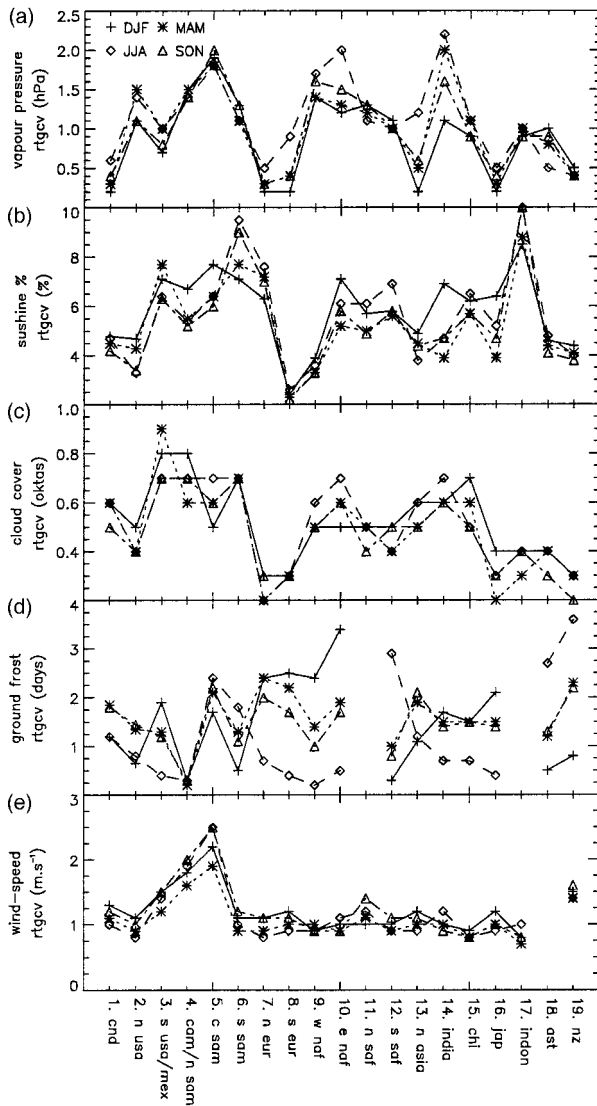 (a)
DJF MAM
JJA SON
vapour pressure
rtgcv (hPa)
2.5
2.0
1.5
1.0
0.5
(b)
sushine %
rtgcv (%)
10
8
6
4
(c)
cloud cover
rtgcv (oktas)
1.0
0.8
0.6
0.4
(d)
ground frost
rtgcv (days)
4
3
2
1
(e)
wind-speed
rtgcv (m.s⁻¹)
3
2
1
0
1. cnd
2. n usa
3. s usa/mex
4. cam/n sam
5. c sam
6. s sam
7. n eur
8. s eur
9. w naf
10. e naf
11. n saf
12. s saf
13. n asia
14. india
15. chi
16. jap
17. indon
18. ast
19. nz